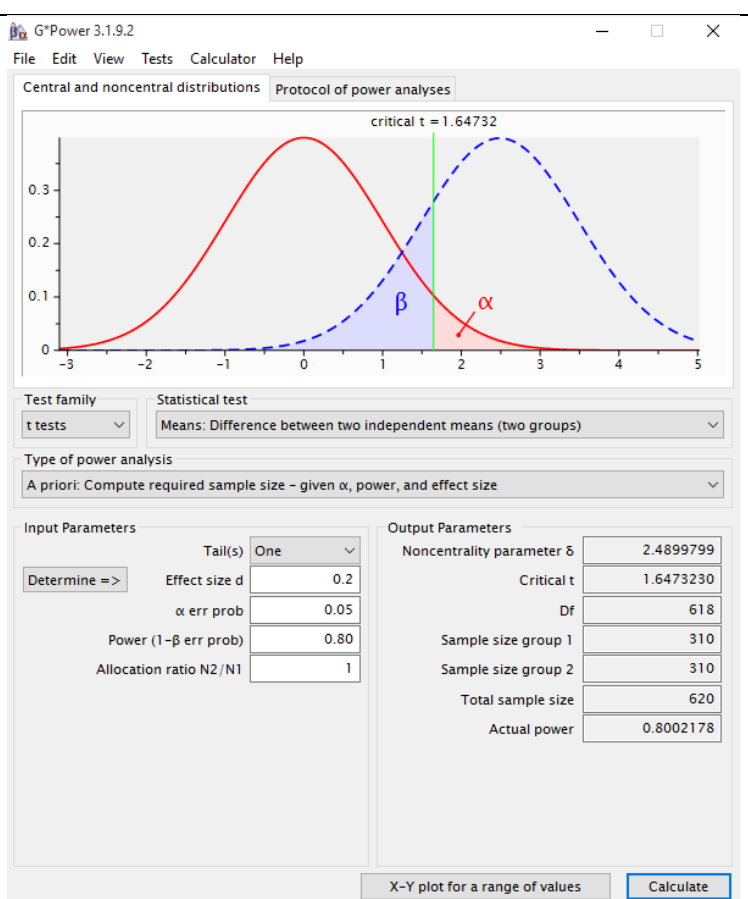 G*Power 3.1.9.2
File Edit View Tests Calculator Help
Central and noncentral distributions Protocol of power analyses
critical t = 1.64732
0.3
0.2
0.1
0
β
α
-3 -2 -1 0 1 2 3 4 5
Test family Statistical test
t tests Means: Difference between two independent means (two groups)
Type of power analysis
A priori: Compute required sample size – given α, power, and effect size
Input Parameters
Tail(s) One
Determine => Effect size d 0.2
α err prob 0.05
Power (1-β err prob) 0.80
Allocation ratio N2/N1 1
Output Parameters
Noncentrality parameter δ 2.4899799
Critical t 1.6473230
Df 618
Sample size group 1 310
Sample size group 2 310
Total sample size 620
Actual power 0.8002178
X-Y plot for a range of values Calculate